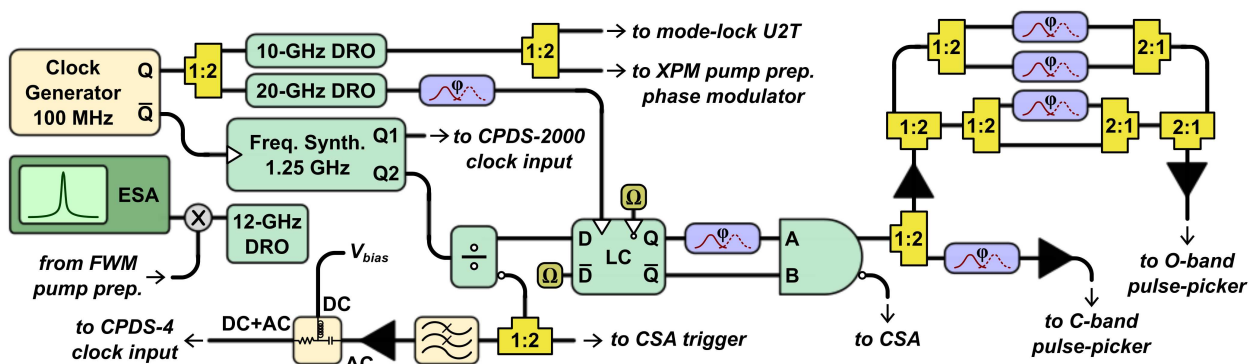 Clock
Generator
100 MHz
Q
Q̅
1:2
10-GHz DRO
20-GHz DRO
φ
1:2
to mode-lock U2T
to XPM pump prep.
phase modulator
Freq. Synth.
1.25 GHz
Q1
Q2
to CPDS-2000
clock input
ESA
X
12-GHz
DRO
from FWM
pump prep.
÷
Ω
Ω
D
D̅
LC
Q
Q̅
φ
A
B
to CSA
1:2
φ
to C-band
pulse-picker
1:2
1:2
φ
φ
2:1
1:2
φ
2:1
2:1
to O-band
pulse-picker
Vbias
DC
DC+AC
AC
to CPDS-4
clock input
1:2
to CSA trigger